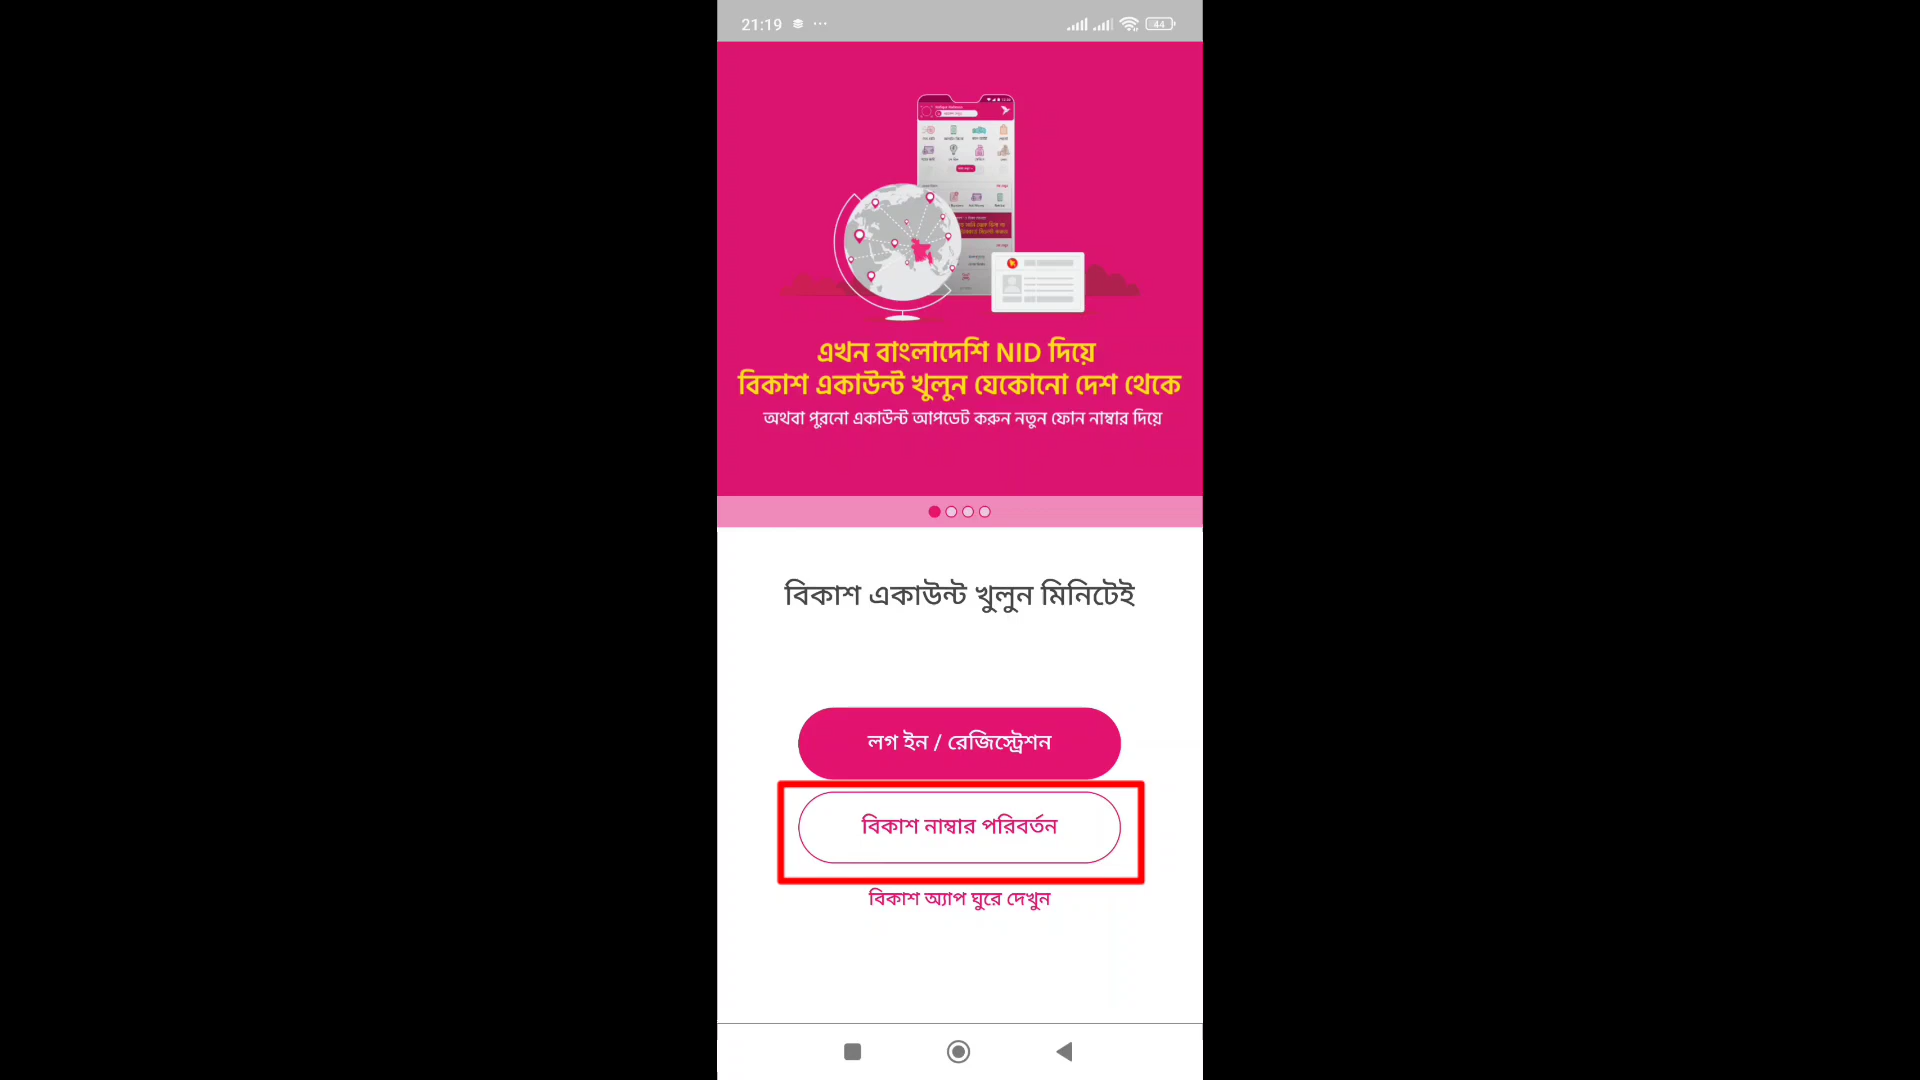 21:19
44
এখন বাংলাদেশি NID দিয়ে
বিকাশ একাউন্ট খুলুন যেকোনো দেশ থেকে
অথবা পুরনো একাউন্ট আপডেট করুন নতুন ফোন নাম্বার দিয়ে
বিকাশ একাউন্ট খুলুন মিনিটেই
লগ ইন / রেজিস্ট্রেশন
বিকাশ নাম্বার পরিবর্তন
বিকাশ অ্যাপ ঘুরে দেখুন